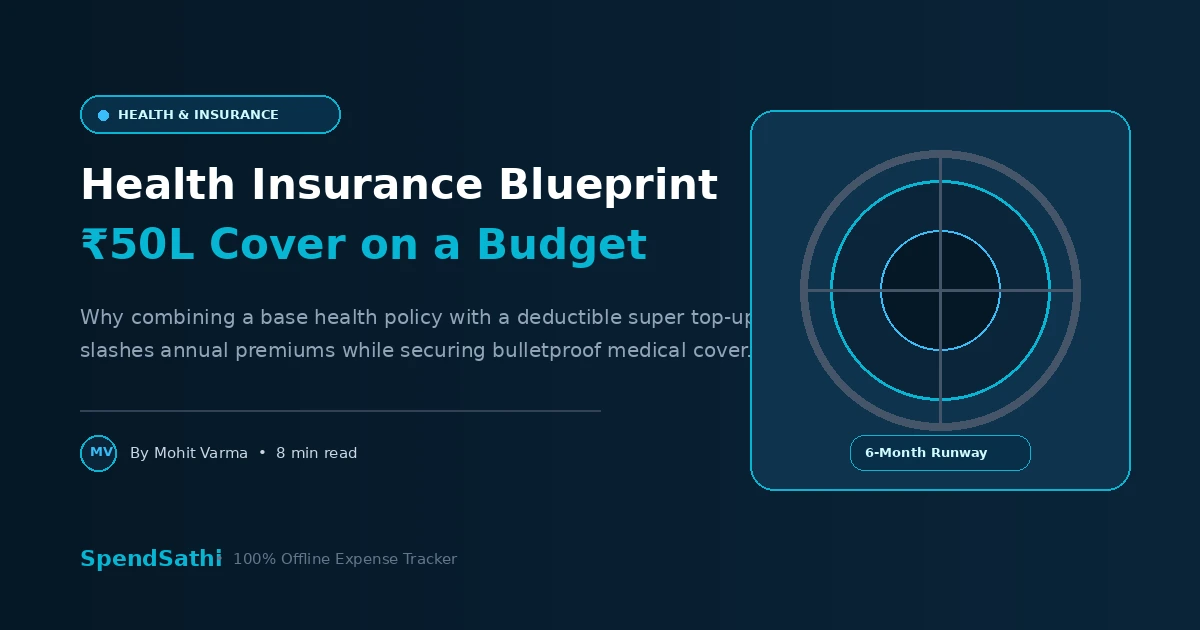 HEALTH & INSURANCE
Health Insurance Blueprint
₹50L Cover on a Budget
Why combining a base health policy with a deductible super top-up
slashes annual premiums while securing bulletproof medical cover.
MV
By Mohit Varma • 8 min read
6-Month Runway
SpendSathi
100% Offline Expense Tracker